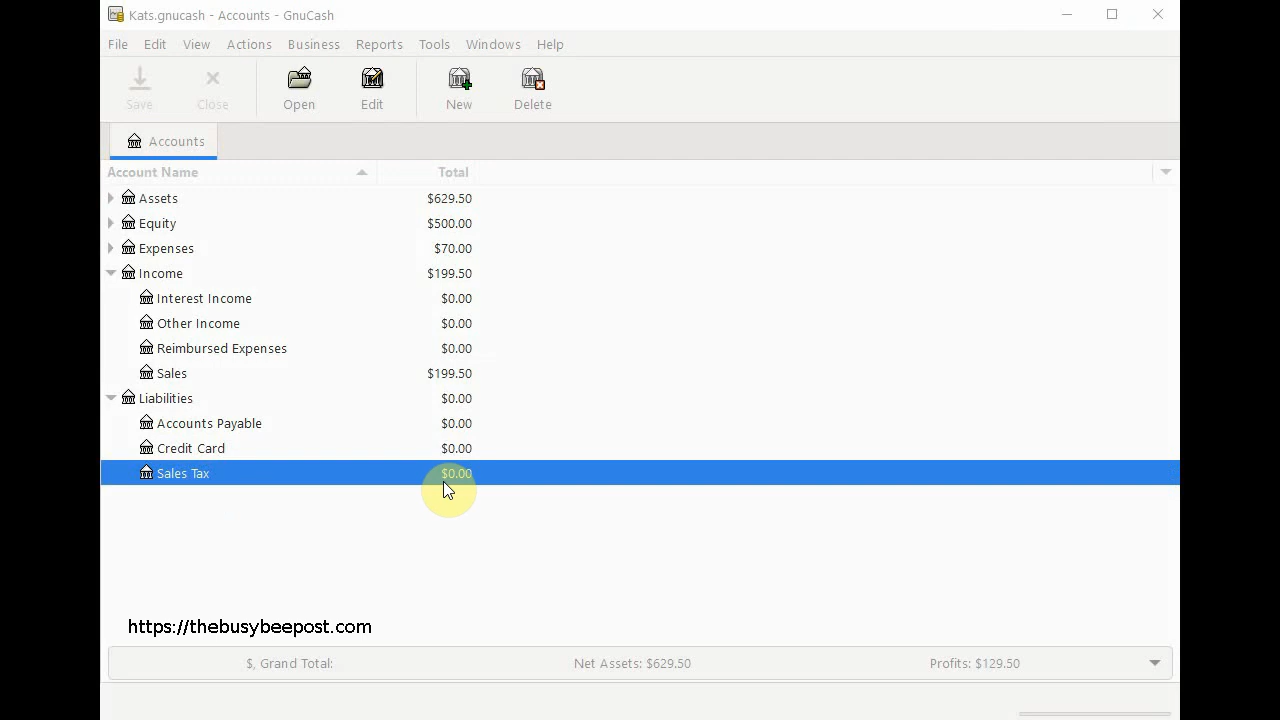 Kats.gnucash - Accounts - GnuCash
File Edit View Actions Business Reports Tools Windows Help
Save Close Open Edit New Delete
Accounts
Account Name Total
Assets $629.50
Equity $500.00
Expenses $70.00
Income $199.50
Interest Income $0.00
Other Income $0.00
Reimbursed Expenses $0.00
Sales $199.50
Liabilities $0.00
Accounts Payable $0.00
Credit Card $0.00
Sales Tax $0.00
https://thebusybeepost.com
$, Grand Total: Net Assets: $629.50 Profits: $129.50